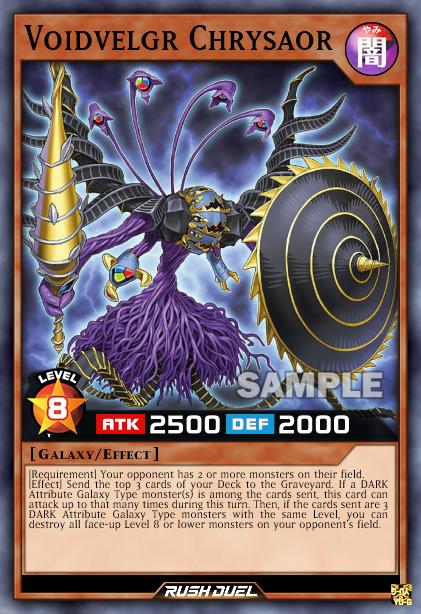 Voidvelgr Chrysaor
やみ
闇
SAMPLE
LEVEL
8
ATK 2500 DEF 2000
[Galaxy/Effect]
[Requirement] Your opponent has 2 or more monsters on their field.
[Effect] Send the top 3 cards of your Deck to the Graveyard. If a DARK
Attribute Galaxy Type monster(s) is among the cards sent, this card can
attack up to that many times during this turn. Then, if the cards sent are 3
DARK Attribute Galaxy Type monsters with the same Level, you can
destroy all face-up Level 8 or lower monsters on your opponent's field.
RUSH DUEL